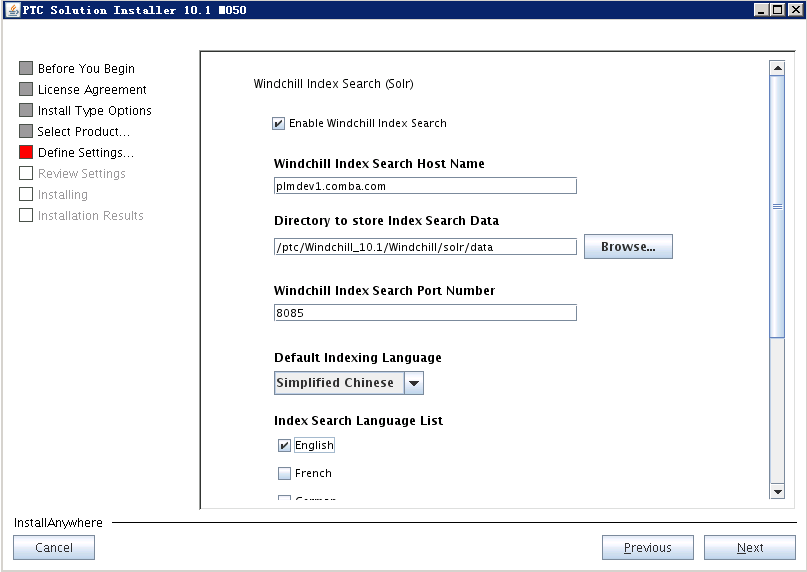 PTC Solution Installer 10.1 M050
Before You Begin
License Agreement
Install Type Options
Select Product...
Define Settings...
Review Settings
Installing
Installation Results
Windchill Index Search (Solr)
Enable Windchill Index Search
Windchill Index Search Host Name
plmdev1.comba.com
Directory to store Index Search Data
/ptc/Windchill_10.1/Windchill/solr/data
Browse...
Windchill Index Search Port Number
8085
Default Indexing Language
Simplified Chinese
Index Search Language List
English
French
German
InstallAnywhere
Cancel
Previous
Next